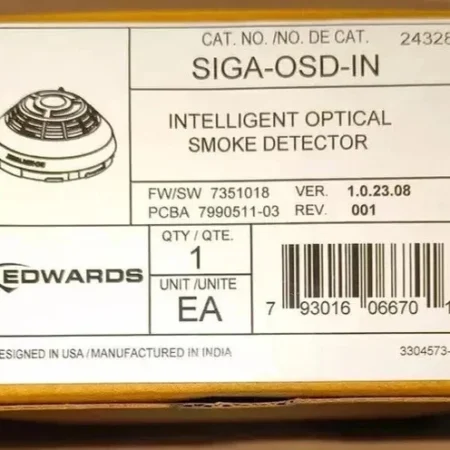 CAT. NO. /NO. DE CAT. 24328
SIGA-OSD-IN
INTELLIGENT OPTICAL
SMOKE DETECTOR
FW/SW 7351018 VER. 1.0.23.08
PCBA 7990511-03 REV. 001
QTY / QTE.
1
EDWARDS
UNIT /UNITE
EA
7 93016 06670 1
ESIGNED IN USA / MANUFACTURED IN INDIA
3304573-